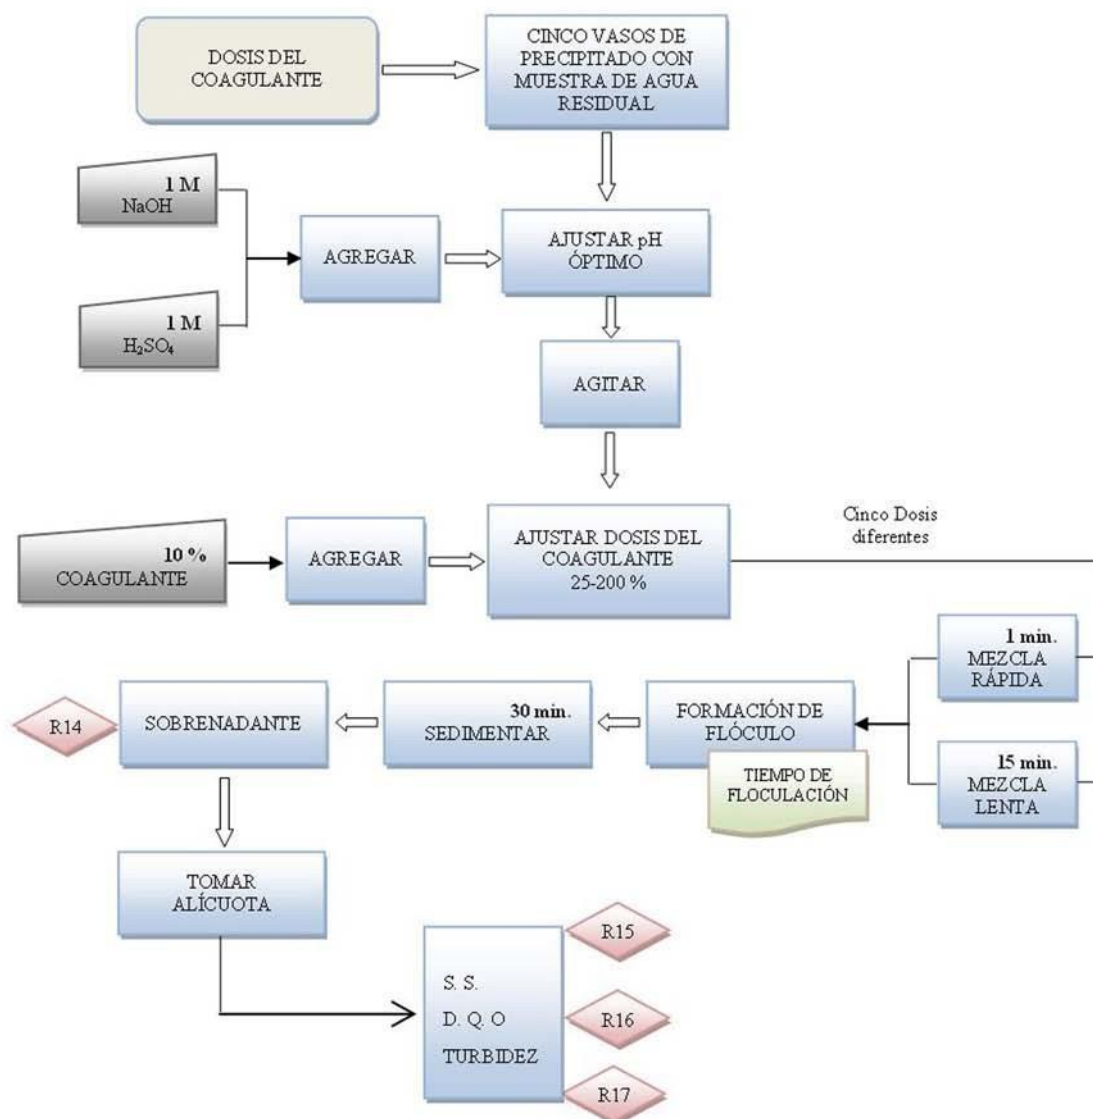 DOSIS DEL
COAGULANTE
CINCO VASOS DE
PRECIPITADO CON
MUESTRA DE AGUA
RESIDUAL
1 M
NaOH
AGREGAR
AJUSTAR pH
ÓPTIMO
1 M
H₂SO₄
AGITAR
10 %
COAGULANTE
AGREGAR
AJUSTAR DOSIS DEL
COAGULANTE
25-200 %
Cinco Dosis
diferentes
1 min.
MEZCLA
RÁPIDA
15 min.
MEZCLA
LENTA
FORMACIÓN DE
FLÓCULO
TIEMPO DE
FLOCULACIÓN
30 min.
SEDIMENTAR
SOBRENADANTE
R14
TOMAR
ALÍCUOTA
S. S.
D. Q. O
TURBIDEZ
R15
R16
R17